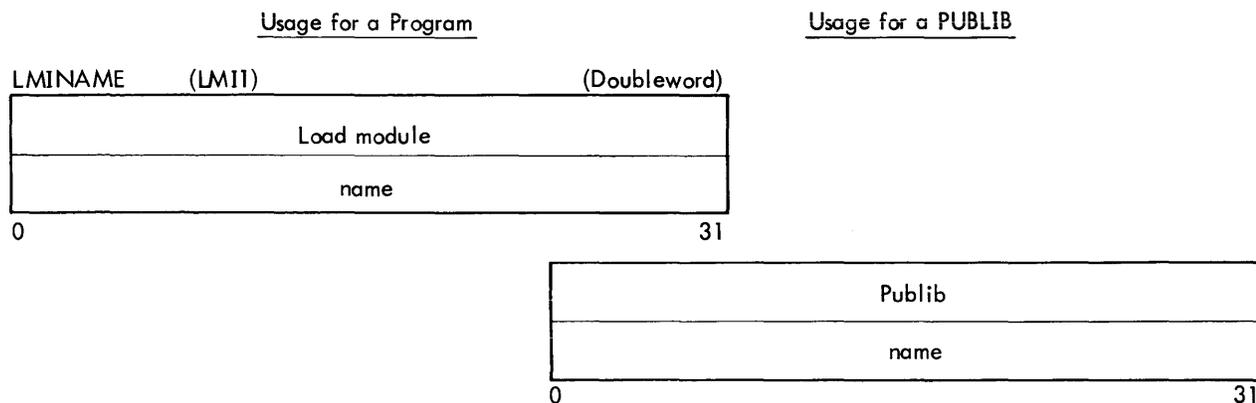 Usage for a Program
Usage for a PUBLIB
LMINAME (LMI1) (Doubleword)
Load module
name
0 31
Publib
name
0 31